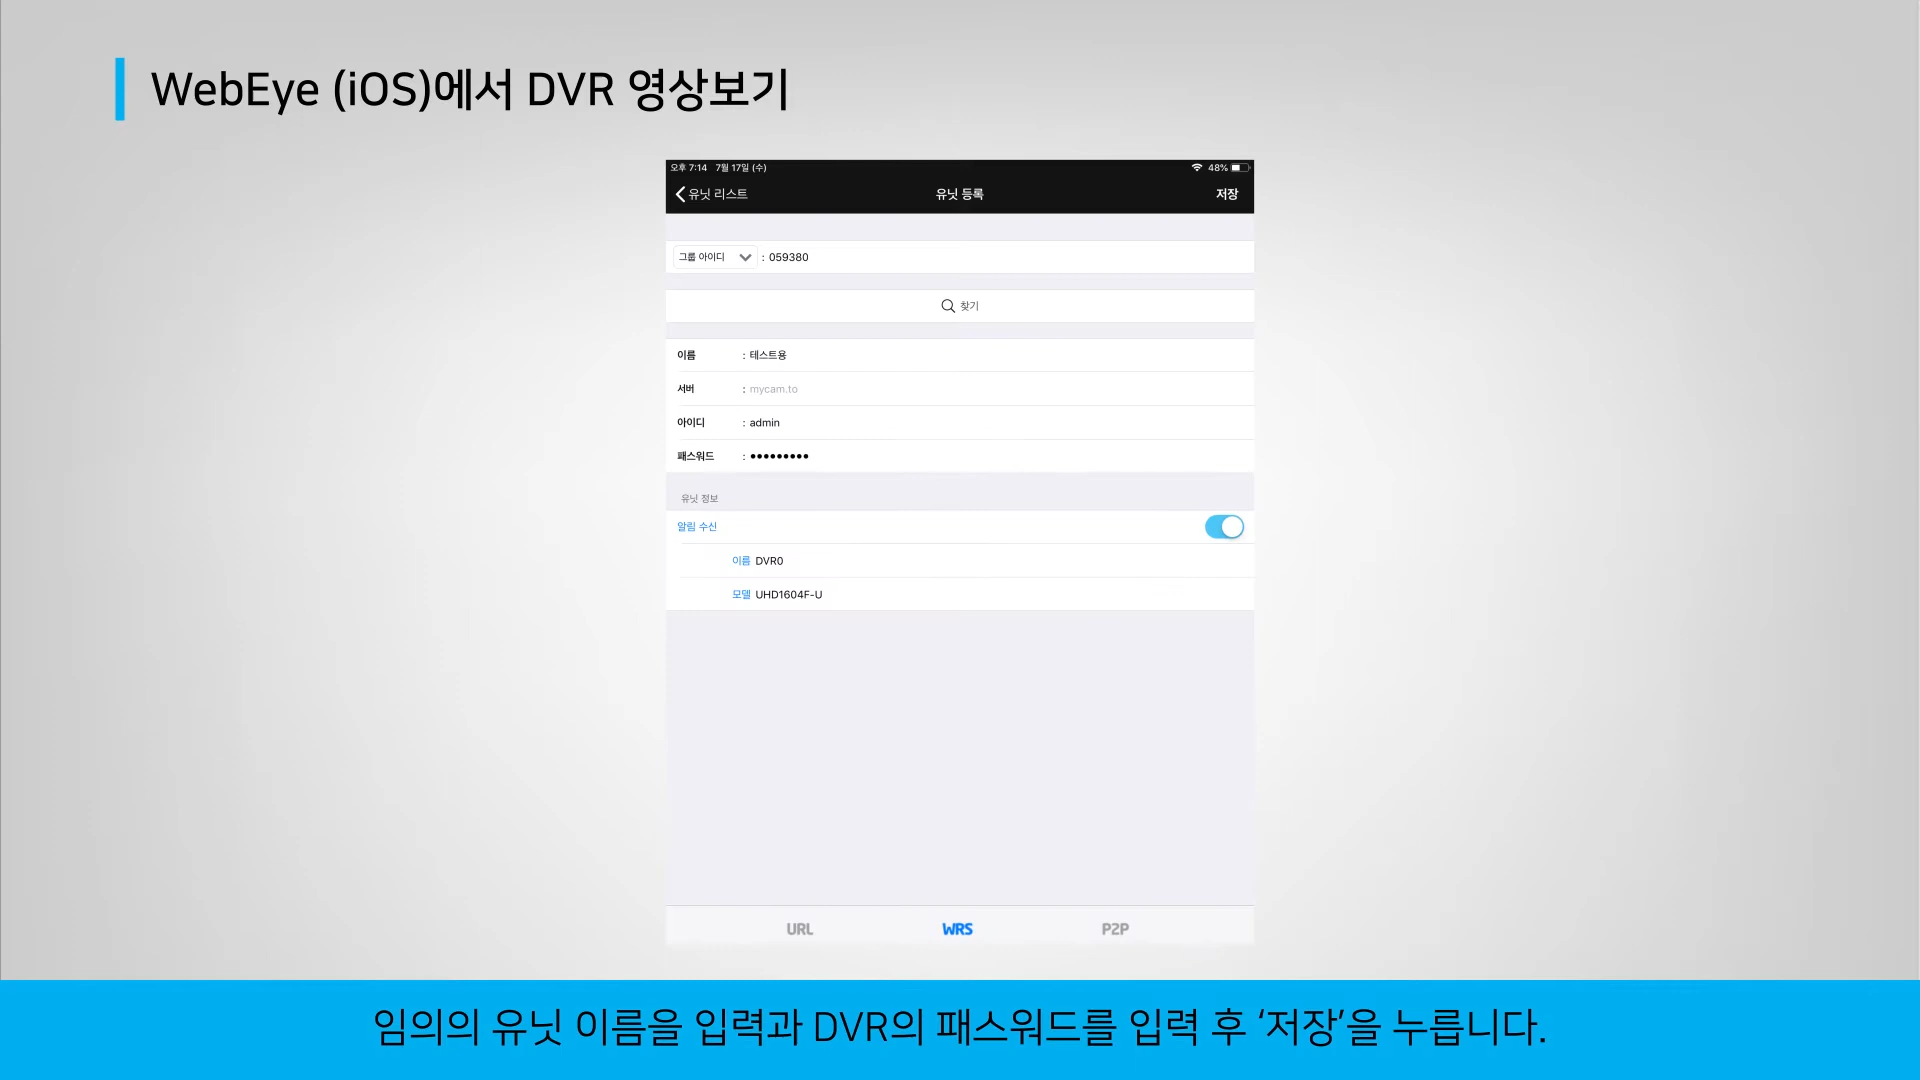 WebEye (iOS)에서 DVR 영상보기
오후 7:14 7월 17일 (수) 48%
유닛 리스트 유닛 등록 저장
그룹 아이디 : 059380
찾기
이름 : 테스트용
서버 : mycam.to
아이디 : admin
패스워드 : •••••••••
유닛 정보
알림 수신
이름 DVR0
모델 UHD1604F-U
URL WRS P2P
임의의 유닛 이름을 입력과 DVR의 패스워드를 입력 후 ‘저장’을 누릅니다.